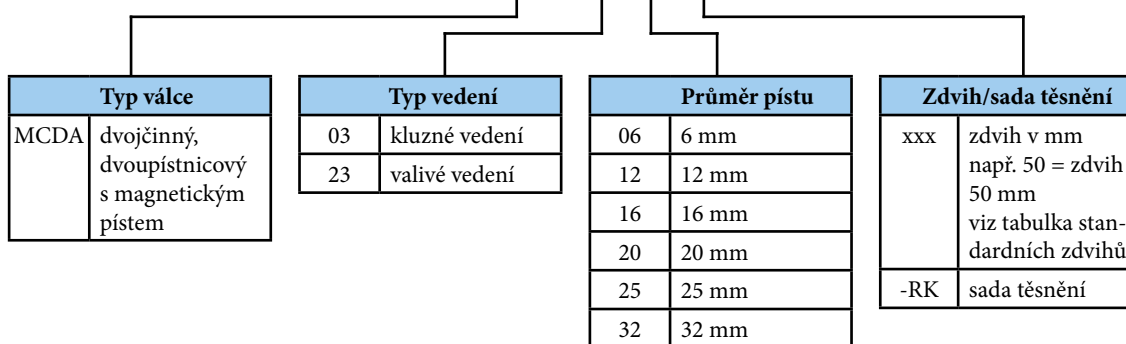 Typ válce
MCDA dvojčinný,
dvoupístnicový
s magnetickým
pístem
Typ vedení
03 kluzné vedení
23 valivé vedení
Průměr pístu
06 6 mm
12 12 mm
16 16 mm
20 20 mm
25 25 mm
32 32 mm
Zdvih/sada těsnění
xxx zdvih v mm
např. 50 = zdvih
50 mm
viz tabulka stan-
dardních zdvihů
-RK sada těsnění